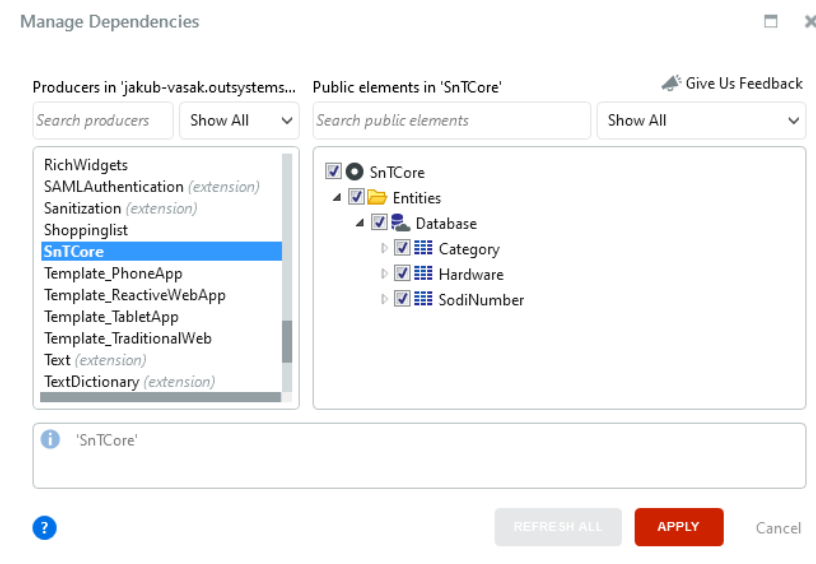 Manage Dependencies
Producers in 'jakub-vasak.outsystems...
Public elements in 'SnTCore'
Give Us Feedback
Search producers
Show All
Search public elements
Show All
RichWidgets
SAMLAuthentication (extension)
Sanitization (extension)
Shoppinglist
SnTCore
Template_PhoneApp
Template_ReactiveWebApp
Template_TabletApp
Template_TraditionalWeb
Text (extension)
TextDictionary (extension)
SnTCore
Entities
Database
Category
Hardware
SodiNumber
'SnTCore'
REFRESH ALL
APPLY
Cancel